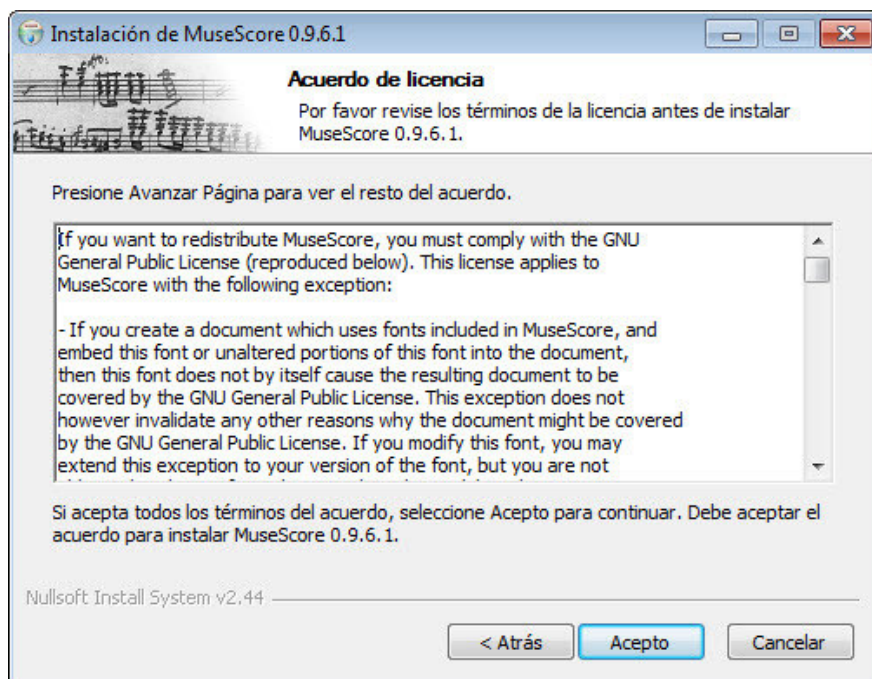 Instalación de MuseScore 0.9.6.1
Acuerdo de licencia
Por favor revise los términos de la licencia antes de instalar
MuseScore 0.9.6.1.
Presione Avanzar Página para ver el resto del acuerdo.
If you want to redistribute MuseScore, you must comply with the GNU
General Public License (reproduced below). This license applies to
MuseScore with the following exception:
- If you create a document which uses fonts included in MuseScore, and
embed this font or unaltered portions of this font into the document,
then this font does not by itself cause the resulting document to be
covered by the GNU General Public License. This exception does not
however invalidate any other reasons why the document might be covered
by the GNU General Public License. If you modify this font, you may
extend this exception to your version of the font, but you are not
Si acepta todos los términos del acuerdo, seleccione Acepto para continuar. Debe aceptar el
acuerdo para instalar MuseScore 0.9.6.1.
Nullsoft Install System v2.44
< Atrás
Acepto
Cancelar